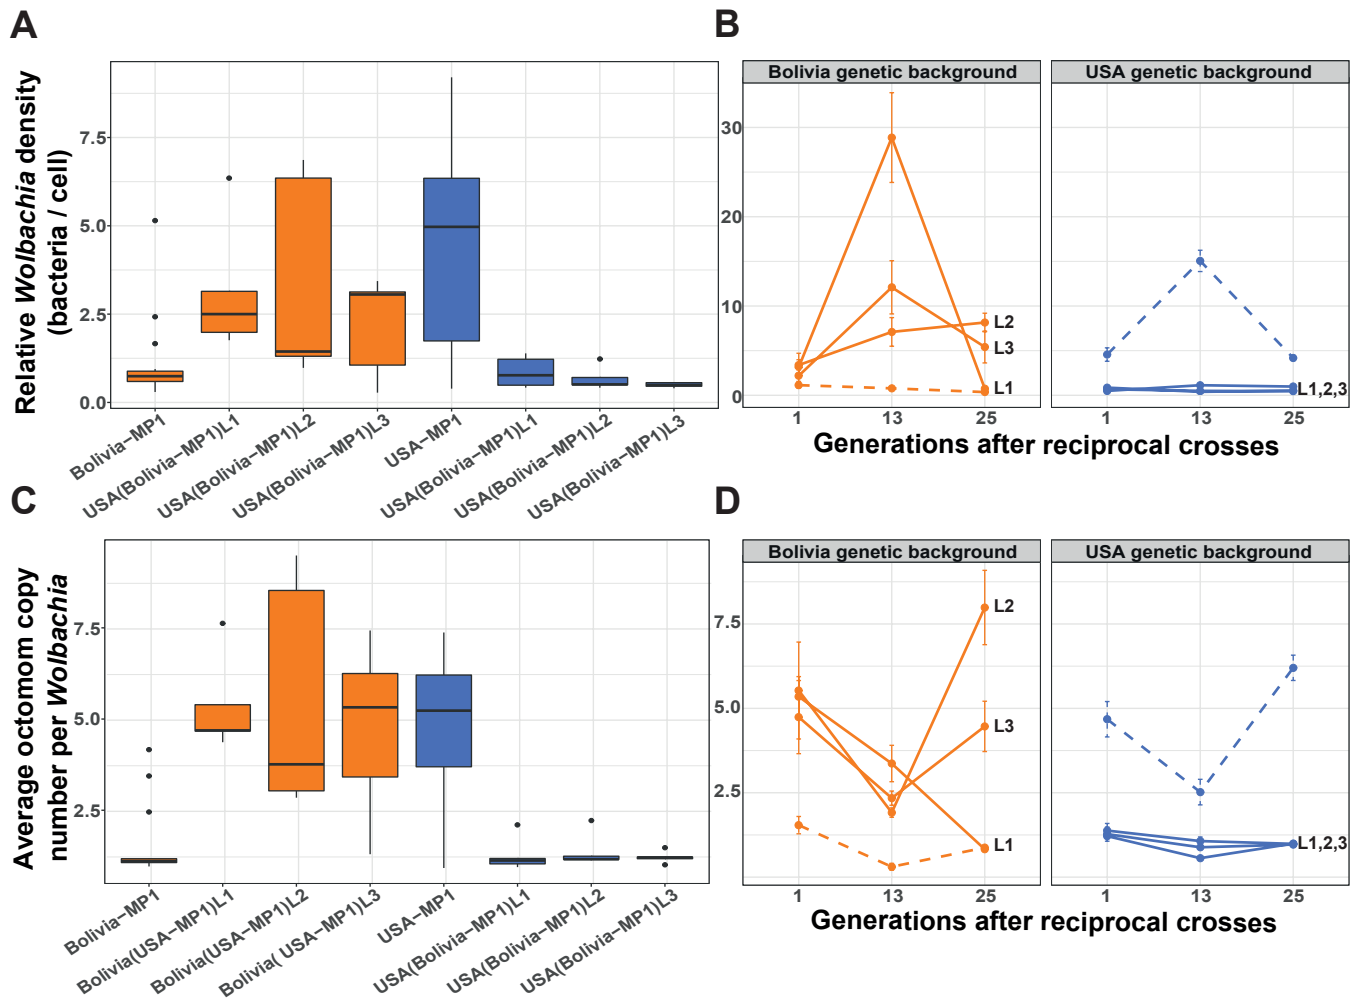 A
Relative Wolbachia density
(bacteria / cell)
7.5
5.0
2.5
0.0
Bolivia−MP1
USA(Bolivia−MP1)L1
USA(Bolivia−MP1)L2
USA(Bolivia−MP1)L3
USA−MP1
USA(Bolivia−MP1)L1
USA(Bolivia−MP1)L2
USA(Bolivia−MP1)L3
B
Bolivia genetic background
USA genetic background
30
20
10
0
L2
L3
L1
L1,2,3
1
13
25
1
13
25
Generations after reciprocal crosses
C
Average octomom copy
number per Wolbachia
7.5
5.0
2.5
Bolivia−MP1
Bolivia(USA−MP1)L1
Bolivia(USA−MP1)L2
Bolivia( USA−MP1)L3
USA−MP1
USA(Bolivia−MP1)L1
USA(Bolivia−MP1)L2
USA(Bolivia−MP1)L3
D
Bolivia genetic background
USA genetic background
7.5
5.0
2.5
L2
L3
L1
L1,2,3
1
13
25
1
13
25
Generations after reciprocal crosses